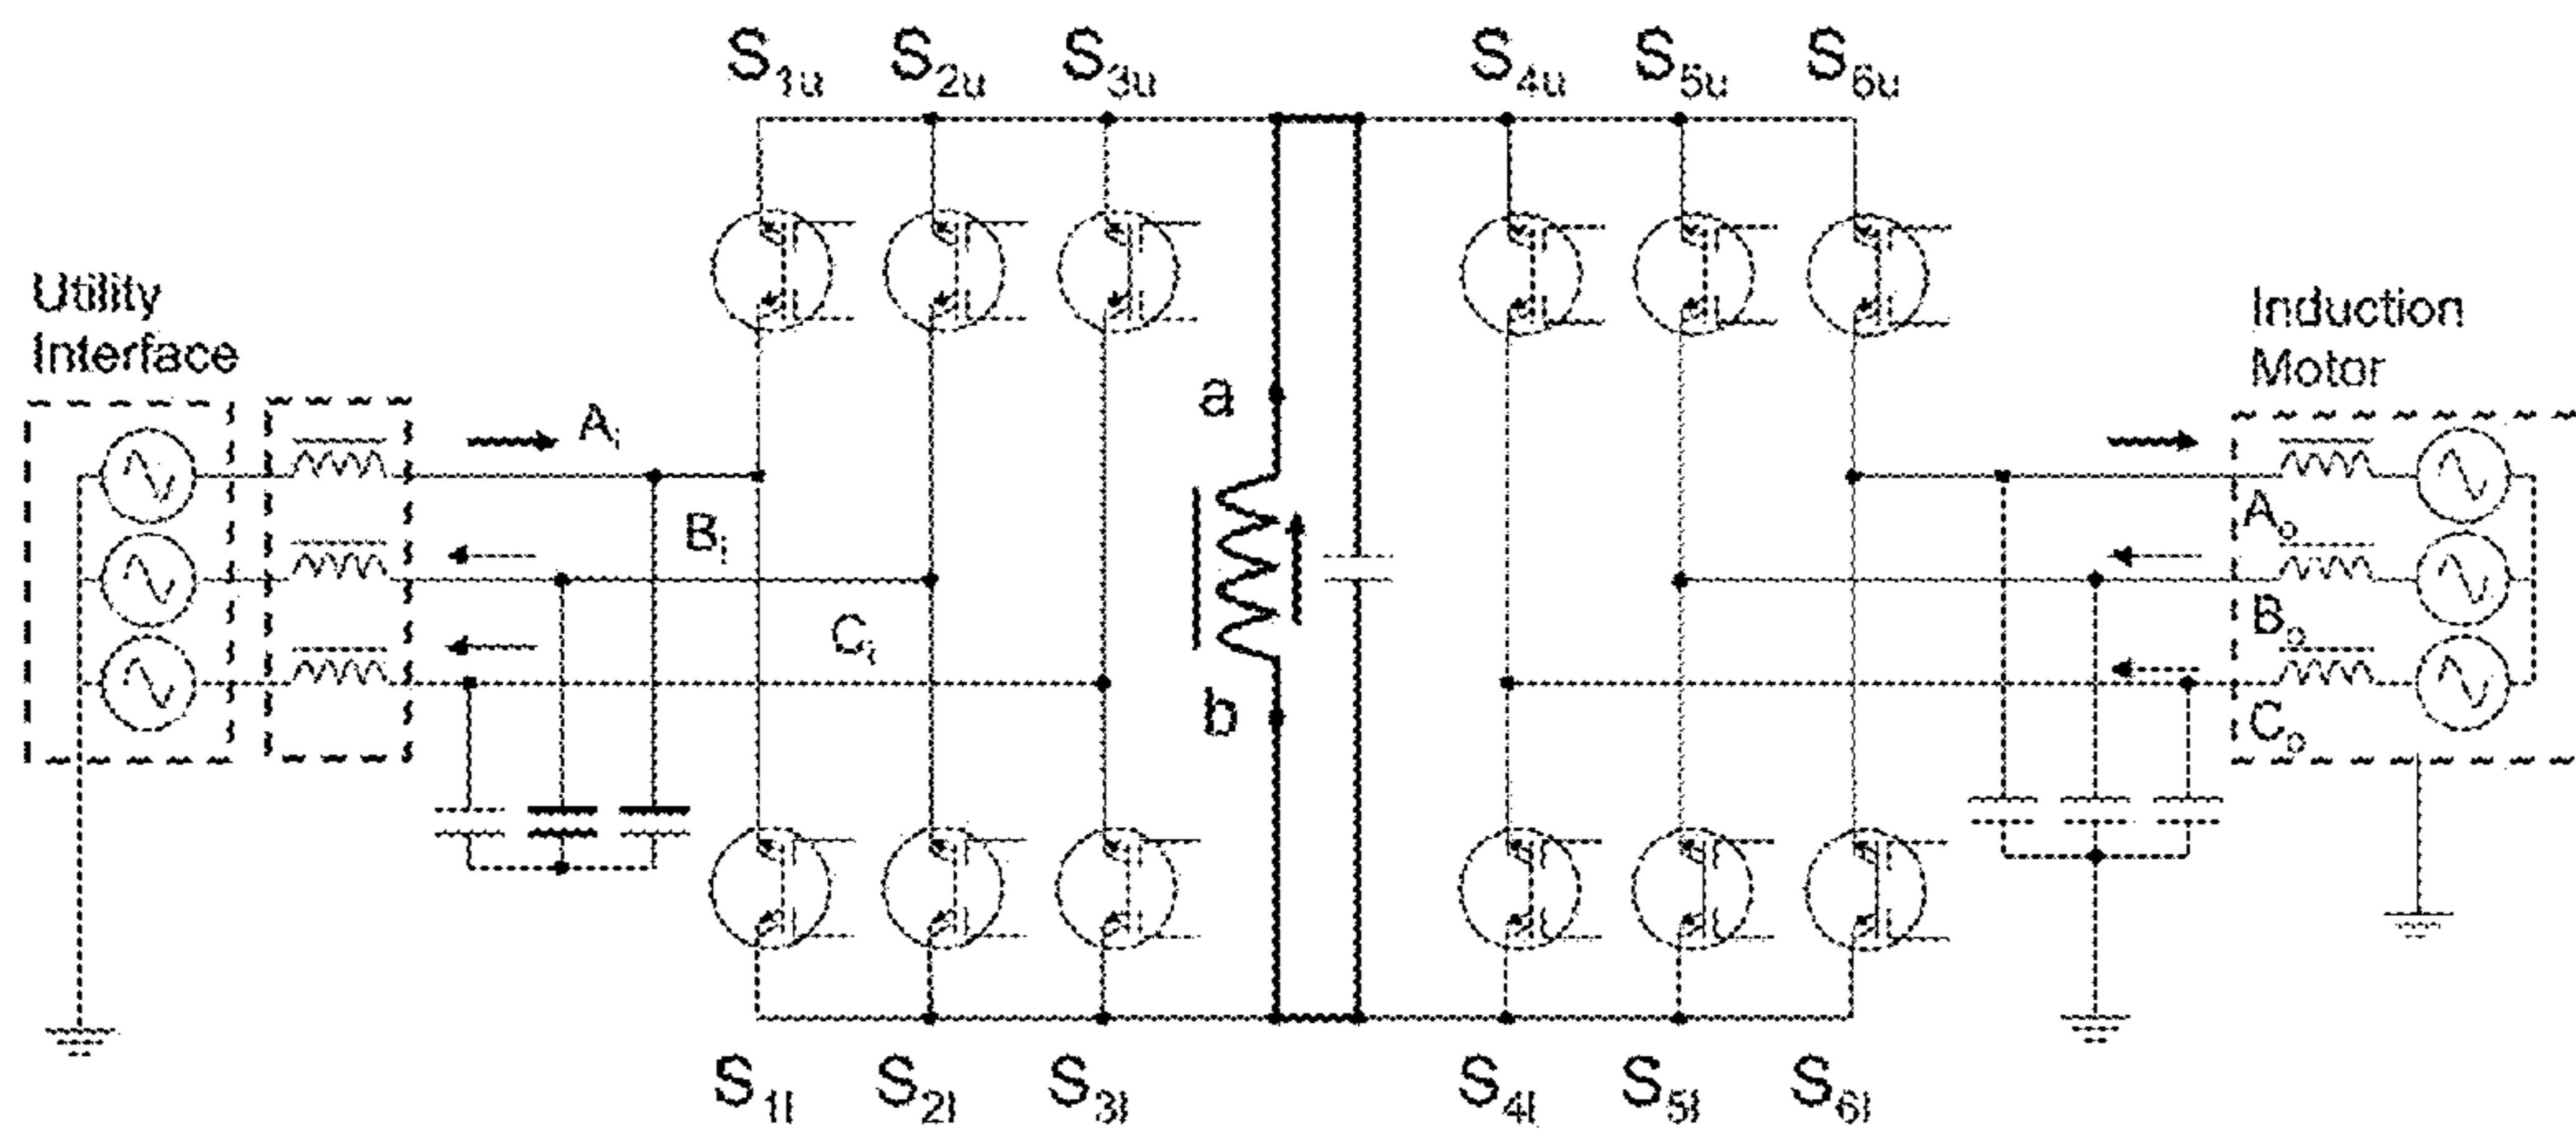 S1u S2u S3u S4u S5u S6u
Utility
Interface
Induction
Motor
Ai
Bi
Ci
a
b
Ao
Bo
Co
S1l S2l S3l S4l S5l S6l